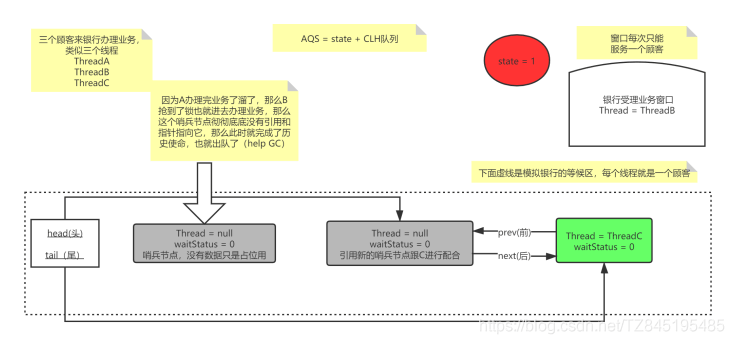 三个顾客来银行办理业务，
类似三个线程
ThreadA
ThreadB
ThreadC
AQS = state + CLH队列
state = 1
窗口每次只能
服务一个顾客
因为A办理完业务了溜了，那么B
抢到了锁也就进去办理业务，那么
这个哨兵节点彻彻底底没有引用和
指针指向它，那么此时就完成了历
史使命，也就出队了（help GC）
银行受理业务窗口
Thread = ThreadB
下面虚线是模拟银行的等候区，每个线程就是一个顾客
head(头)
tail（尾）
Thread = null
waitStatus = 0
哨兵节点，没有数据只是占位用
Thread = null
waitStatus = 0
引用新的哨兵节点跟C进行配合
prev(前)
next(后)
Thread = ThreadC
waitStatus = 0
https://blog.csdn.net/TZ845195485